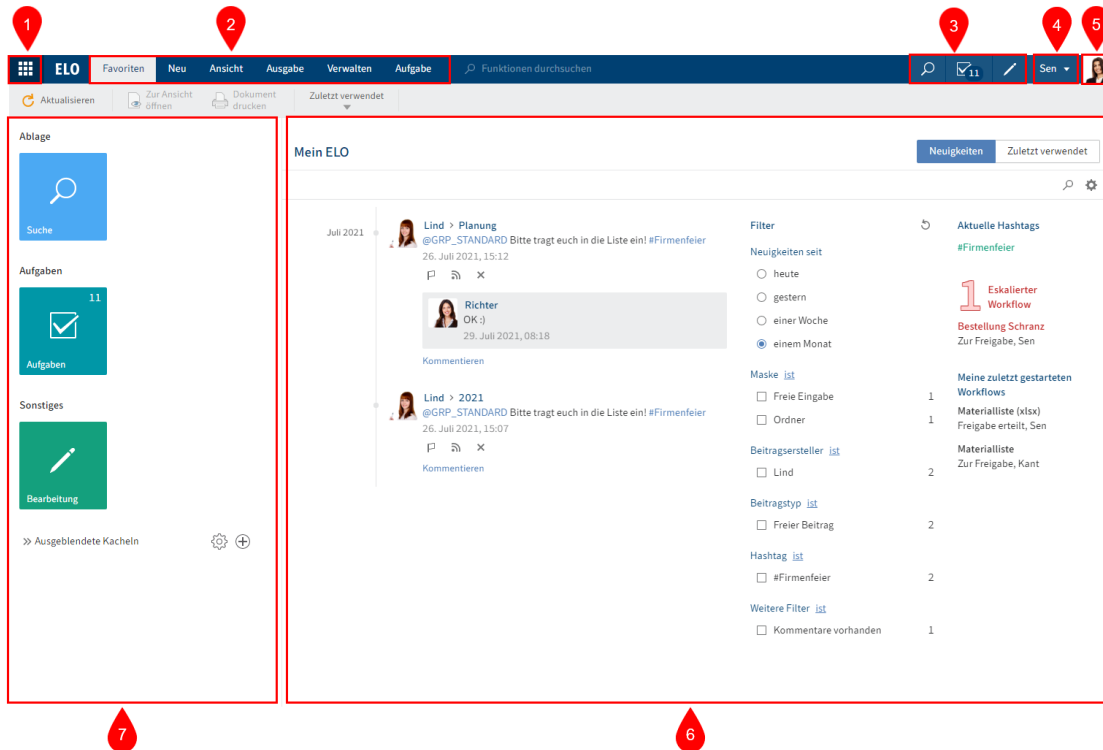 1
2
3
4
5
ELO
Favoriten Neu Ansicht Ausgabe Verwalten Aufgabe
Funktionen durchsuchen
11
Sen
Aktualisieren
Zur Ansicht
öffnen
Dokument
drucken
Zuletzt verwendet
Ablage
Suche
Aufgaben
11
Aufgaben
Sonstiges
Bearbeitung
Ausgeblendete Kacheln
Mein ELO
Neuigkeiten Zuletzt verwendet
Juli 2021
Lind > Planung
@GRP_STANDARD Bitte tragt euch in die Liste ein! #Firmenfeier
26. Juli 2021, 15:12
Richter
OK :)
29. Juli 2021, 08:18
Kommentieren
Lind > 2021
@GRP_STANDARD Bitte tragt euch in die Liste ein! #Firmenfeier
26. Juli 2021, 15:07
Kommentieren
Filter
Neuigkeiten seit
heute
gestern
einer Woche
einem Monat
Maske ist
Freie Eingabe 1
Ordner 1
Beitragsersteller ist
Lind 2
Beitragstyp ist
Freier Beitrag 2
Hashtag ist
#Firmenfeier 2
Weitere Filter ist
Kommentare vorhanden 1
Aktuelle Hashtags
#Firmenfeier
1 Eskalierter
Workflow
Bestellung Schranz
Zur Freigabe, Sen
Meine zuletzt gestarteten
Workflows
Materialliste (xlsx)
Freigabe erteilt, Sen
Materialliste
Zur Freigabe, Kant
7
6